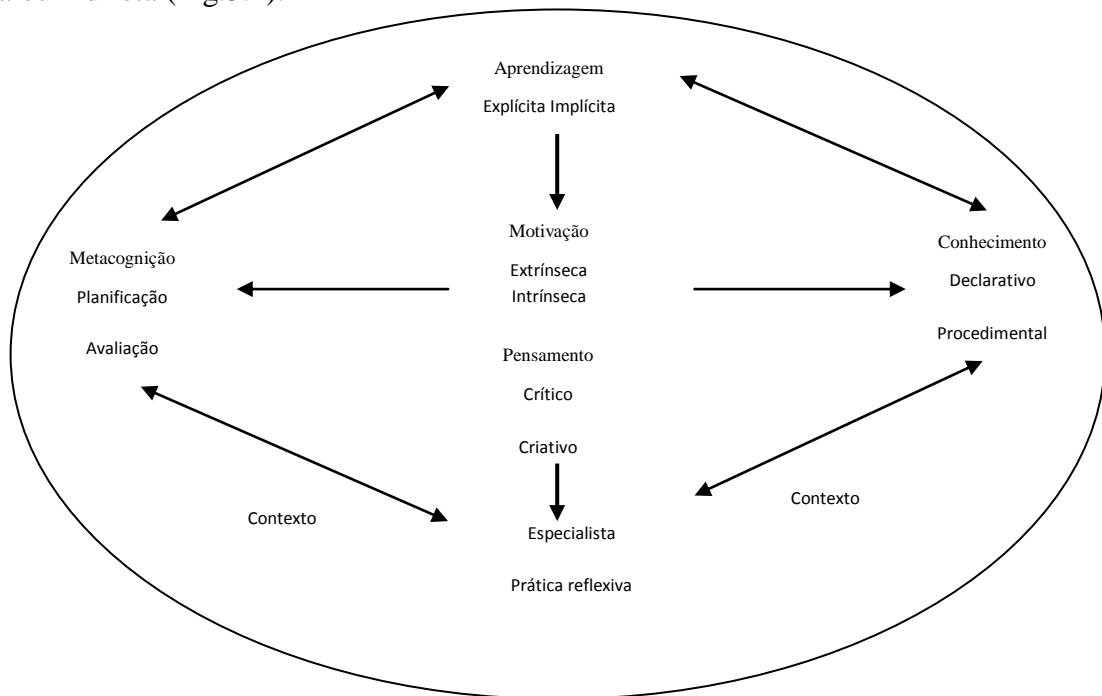 Aprendizagem
Explícita Implícita
Motivação
Extrínseca
Intrínseca
Metacognição
Planificação
Avaliação
Conhecimento
Declarativo
Procedimental
Pensamento
Crítico
Criativo
Contexto
Contexto
Especialista
Prática reflexiva